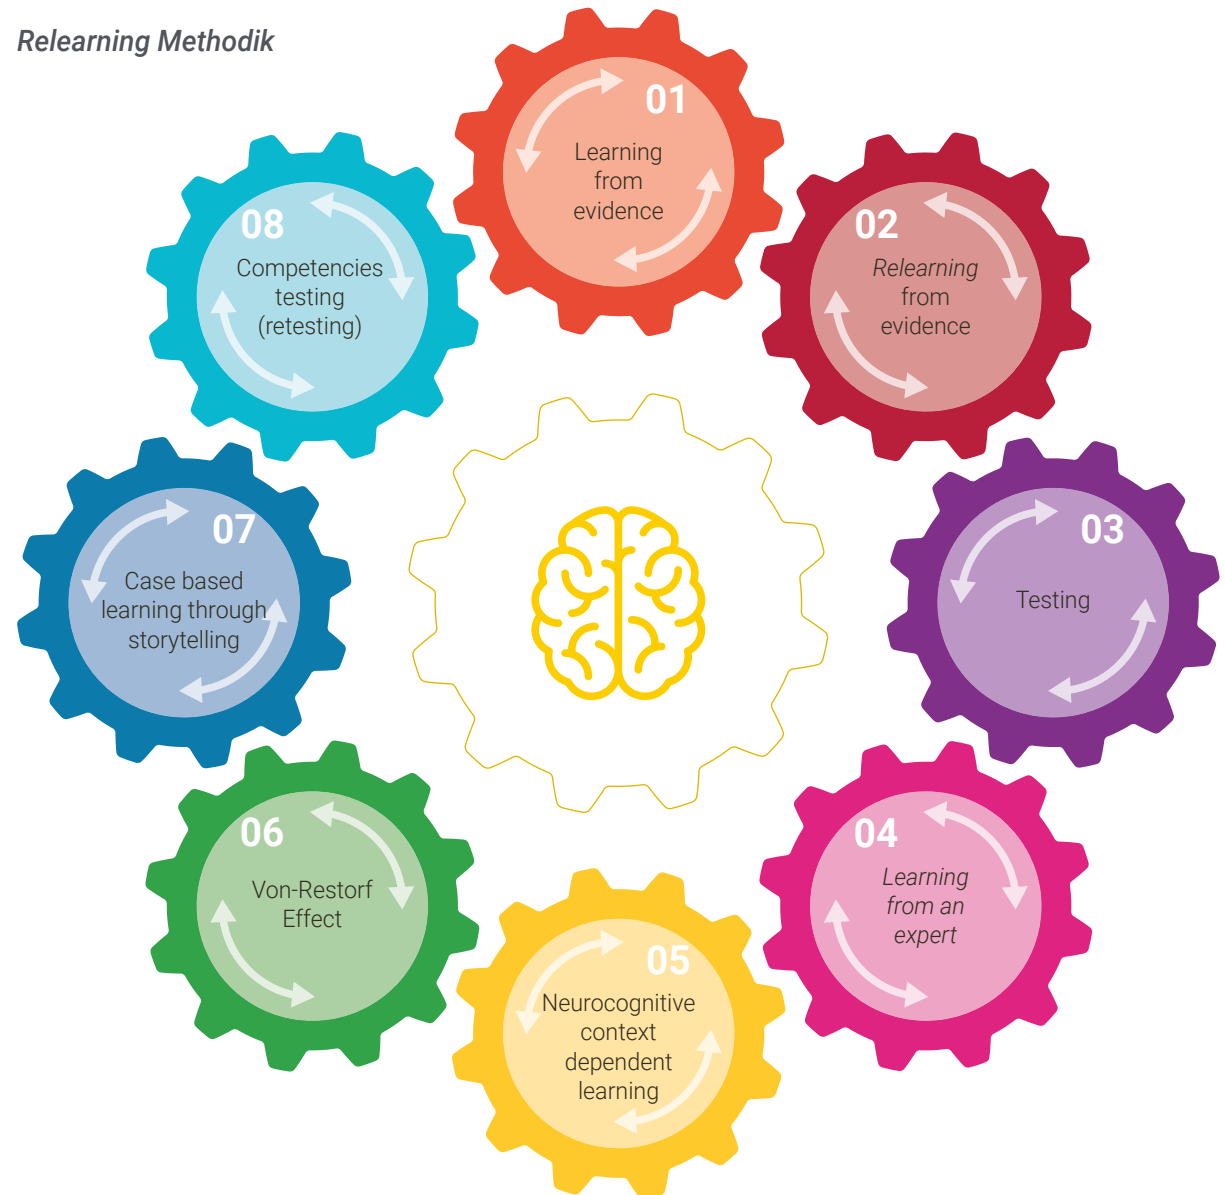 Relearning Methodik
01
Learning
from
evidence
02
Relearning
from
evidence
03
Testing
04
Learning
from an
expert
05
Neurocognitive
context
dependent
learning
06
Von-Restorf
Effect
07
Case based
learning through
storytelling
08
Competencies
testing
(retesting)